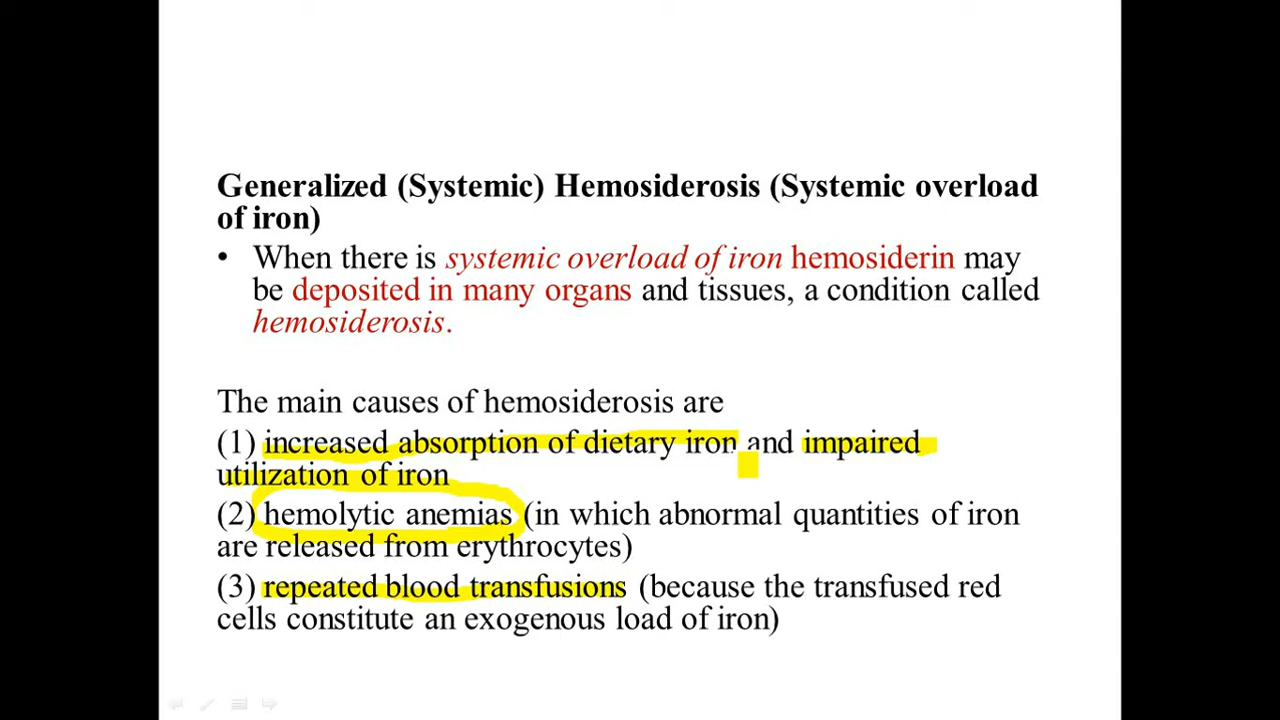 Generalized (Systemic) Hemosiderosis (Systemic overload
of iron)
• When there is systemic overload of iron hemosiderin may
be deposited in many organs and tissues, a condition called
hemosiderosis.
The main causes of hemosiderosis are
(1) increased absorption of dietary iron and impaired
utilization of iron
(2) hemolytic anemias (in which abnormal quantities of iron
are released from erythrocytes)
(3) repeated blood transfusions (because the transfused red
cells constitute an exogenous load of iron)